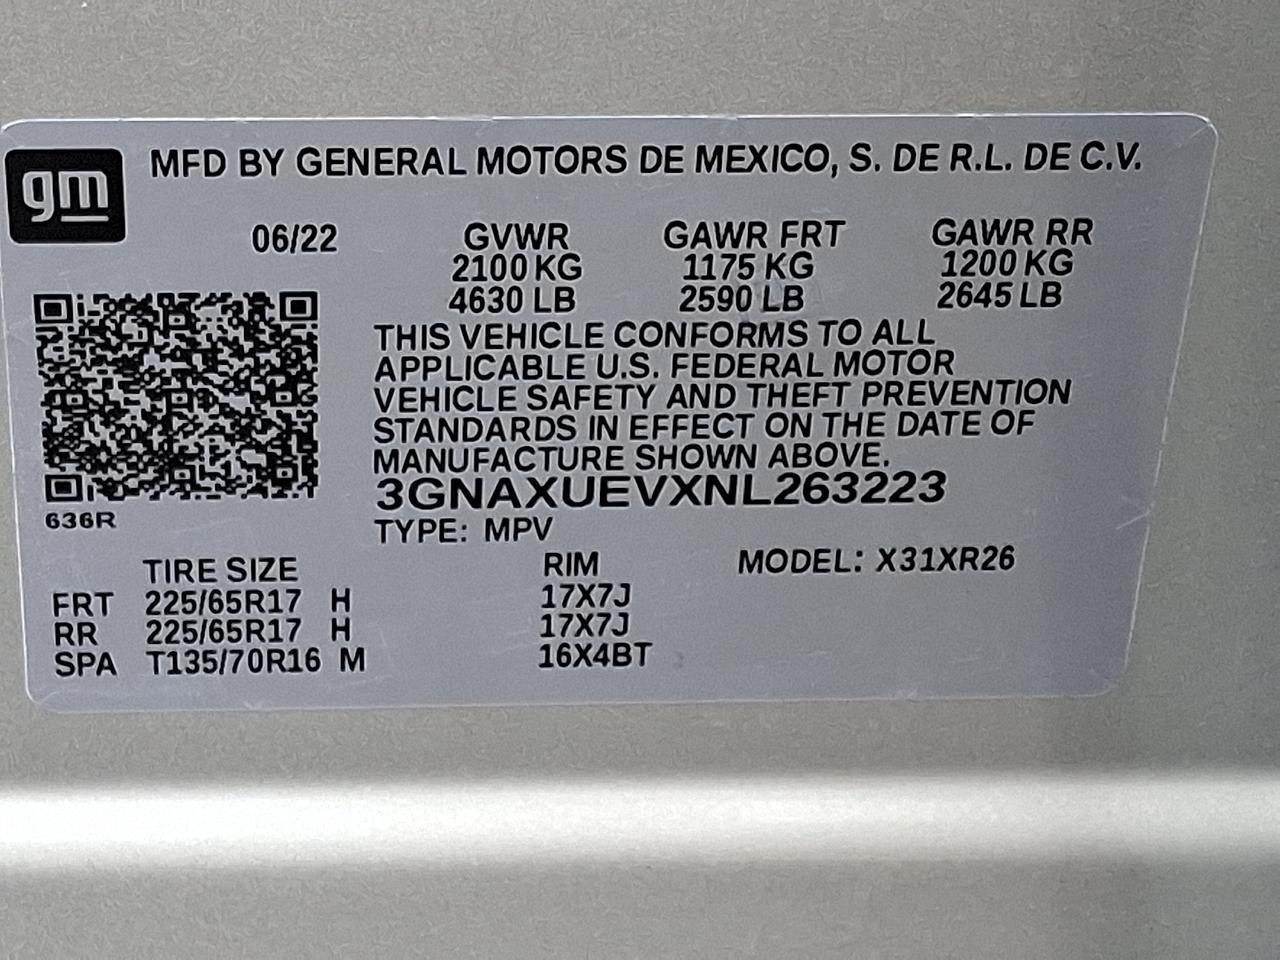 gm
MFD BY GENERAL MOTORS DE MEXICO, S. DE R.L. DE C.V.
06/22 GVWR GAWR FRT GAWR RR
2100 KG 1175 KG 1200 KG
4630 LB 2590 LB 2645 LB
THIS VEHICLE CONFORMS TO ALL
APPLICABLE U.S. FEDERAL MOTOR
VEHICLE SAFETY AND THEFT PREVENTION
STANDARDS IN EFFECT ON THE DATE OF
MANUFACTURE SHOWN ABOVE.
3GNAXUEVXNL263223
636R
TYPE: MPV
TIRE SIZE RIM MODEL: X31XR26
FRT 225/65R17 H 17X7J
RR 225/65R17 H 17X7J
SPA T135/70R16 M 16X4BT